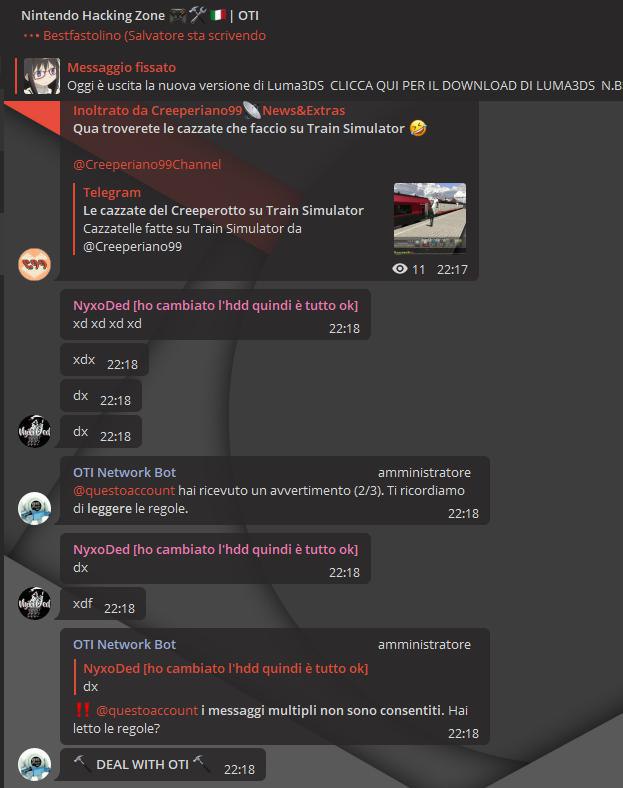 Nintendo Hacking Zone 🎮🛠🇮🇹| OTI
Bestfastolino (Salvatore sta scrivendo
Messaggio fissato
Oggi è uscita la nuova versione di Luma3DS CLICCA QUI PER IL DOWNLOAD DI LUMA3DS N.B
Inoltrato da Creeperiano99📡News&Extras
Qua troverete le cazzate che faccio su Train Simulator 🤣
@Creeperiano99Channel
Telegram
Le cazzate del Creeperotto su Train Simulator
Cazzatelle fatte su Train Simulator da
@Creeperiano99
11 22:17
NyxoDed [ho cambiato l'hdd quindi è tutto ok]
xd xd xd xd 22:18
xdx 22:18
dx 22:18
dx 22:18
OTI Network Bot amministratore
@questoaccount hai ricevuto un avvertimento (2/3). Ti ricordiamo
di leggere le regole. 22:18
NyxoDed [ho cambiato l'hdd quindi è tutto ok]
dx 22:18
xdf 22:18
OTI Network Bot amministratore
NyxoDed [ho cambiato l'hdd quindi è tutto ok]
dx
‼️ @questoaccount i messaggi multipli non sono consentiti. Hai
letto le regole? 22:18
🔨 DEAL WITH OTI 🔨 22:18